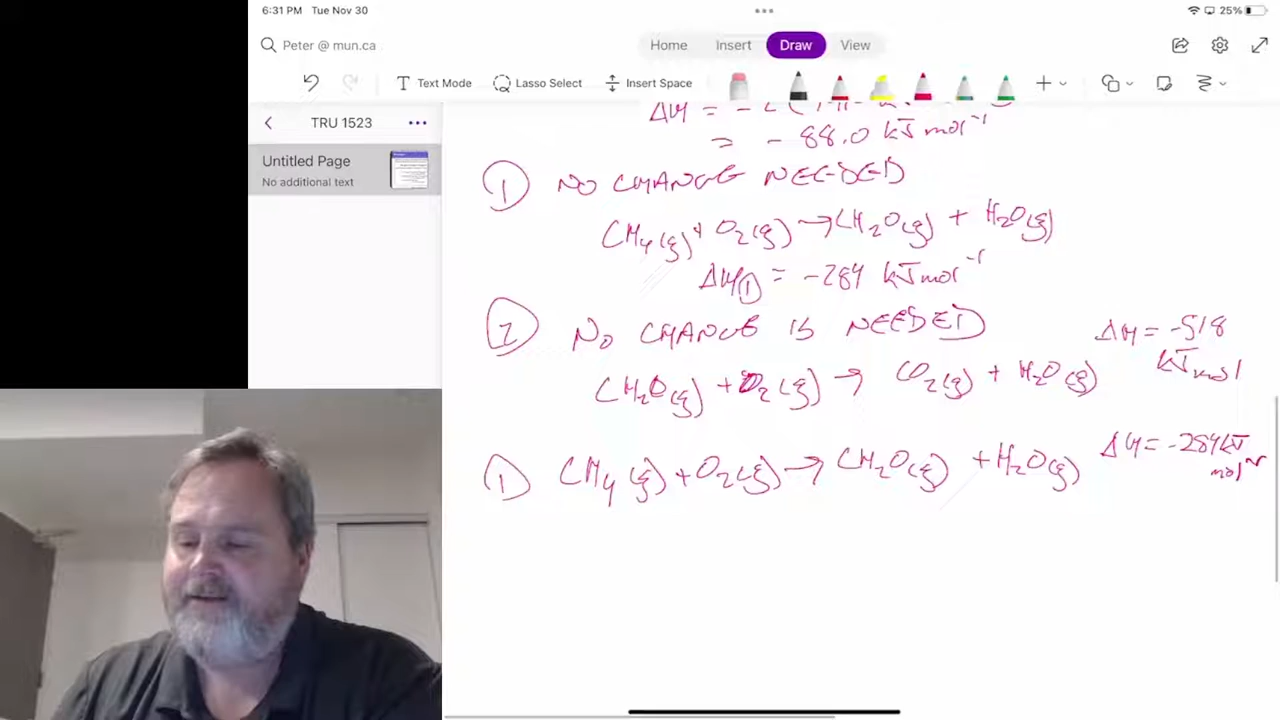 6:31 PM Tue Nov 30
25%
Peter @ mun.ca
Home Insert Draw View
Text Mode Lasso Select Insert Space
TRU 1523
Untitled Page
No additional text
ΔH =
= - 88.0 kJ mol⁻¹
① NO CHANGE NEEDED
CH₄(g) + O₂(g) → CH₂O(g) + H₂O(g)
ΔH① = -284 kJ mol⁻¹
② NO CHANGE IS NEEDED
ΔH = -518 kJ mol
CH₂O(g) + O₂(g) → CO₂(g) + H₂O(g)
① CH₄(g) + O₂(g) → CH₂O(g) + H₂O(g)
ΔH = -284 kJ
mol